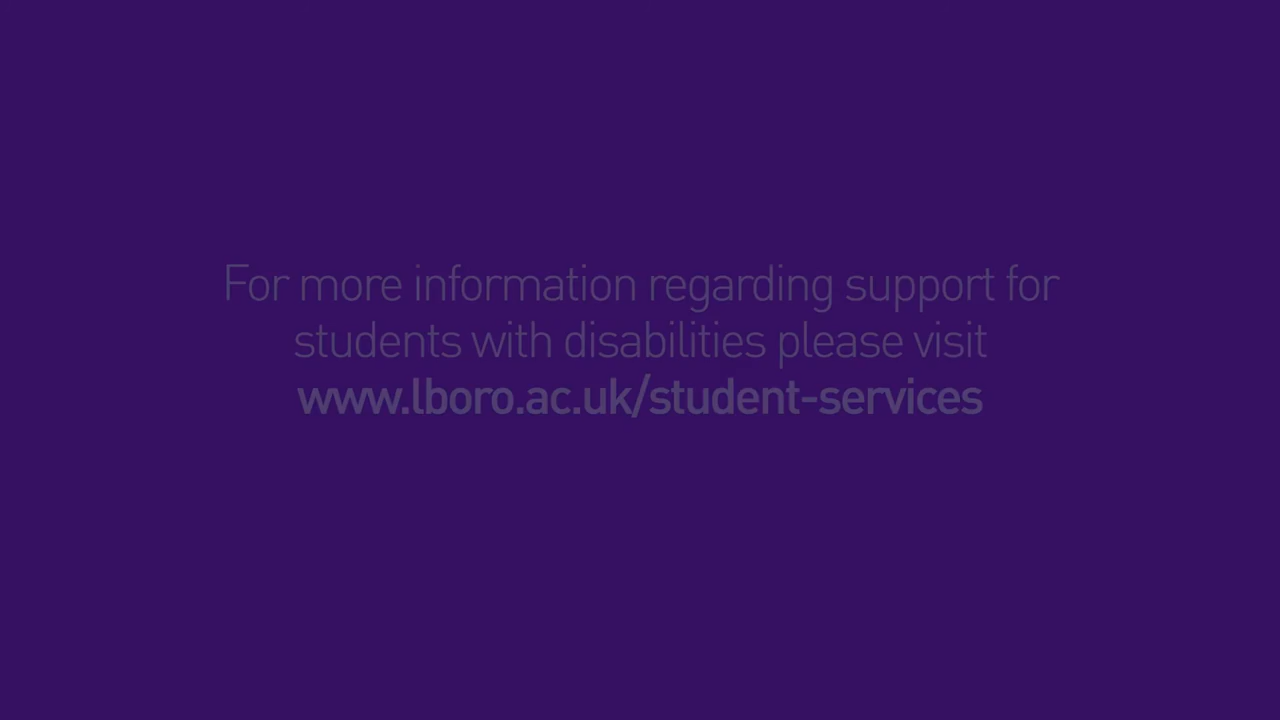 For more information regarding support for
students with disabilities please visit
www.lboro.ac.uk/student-services